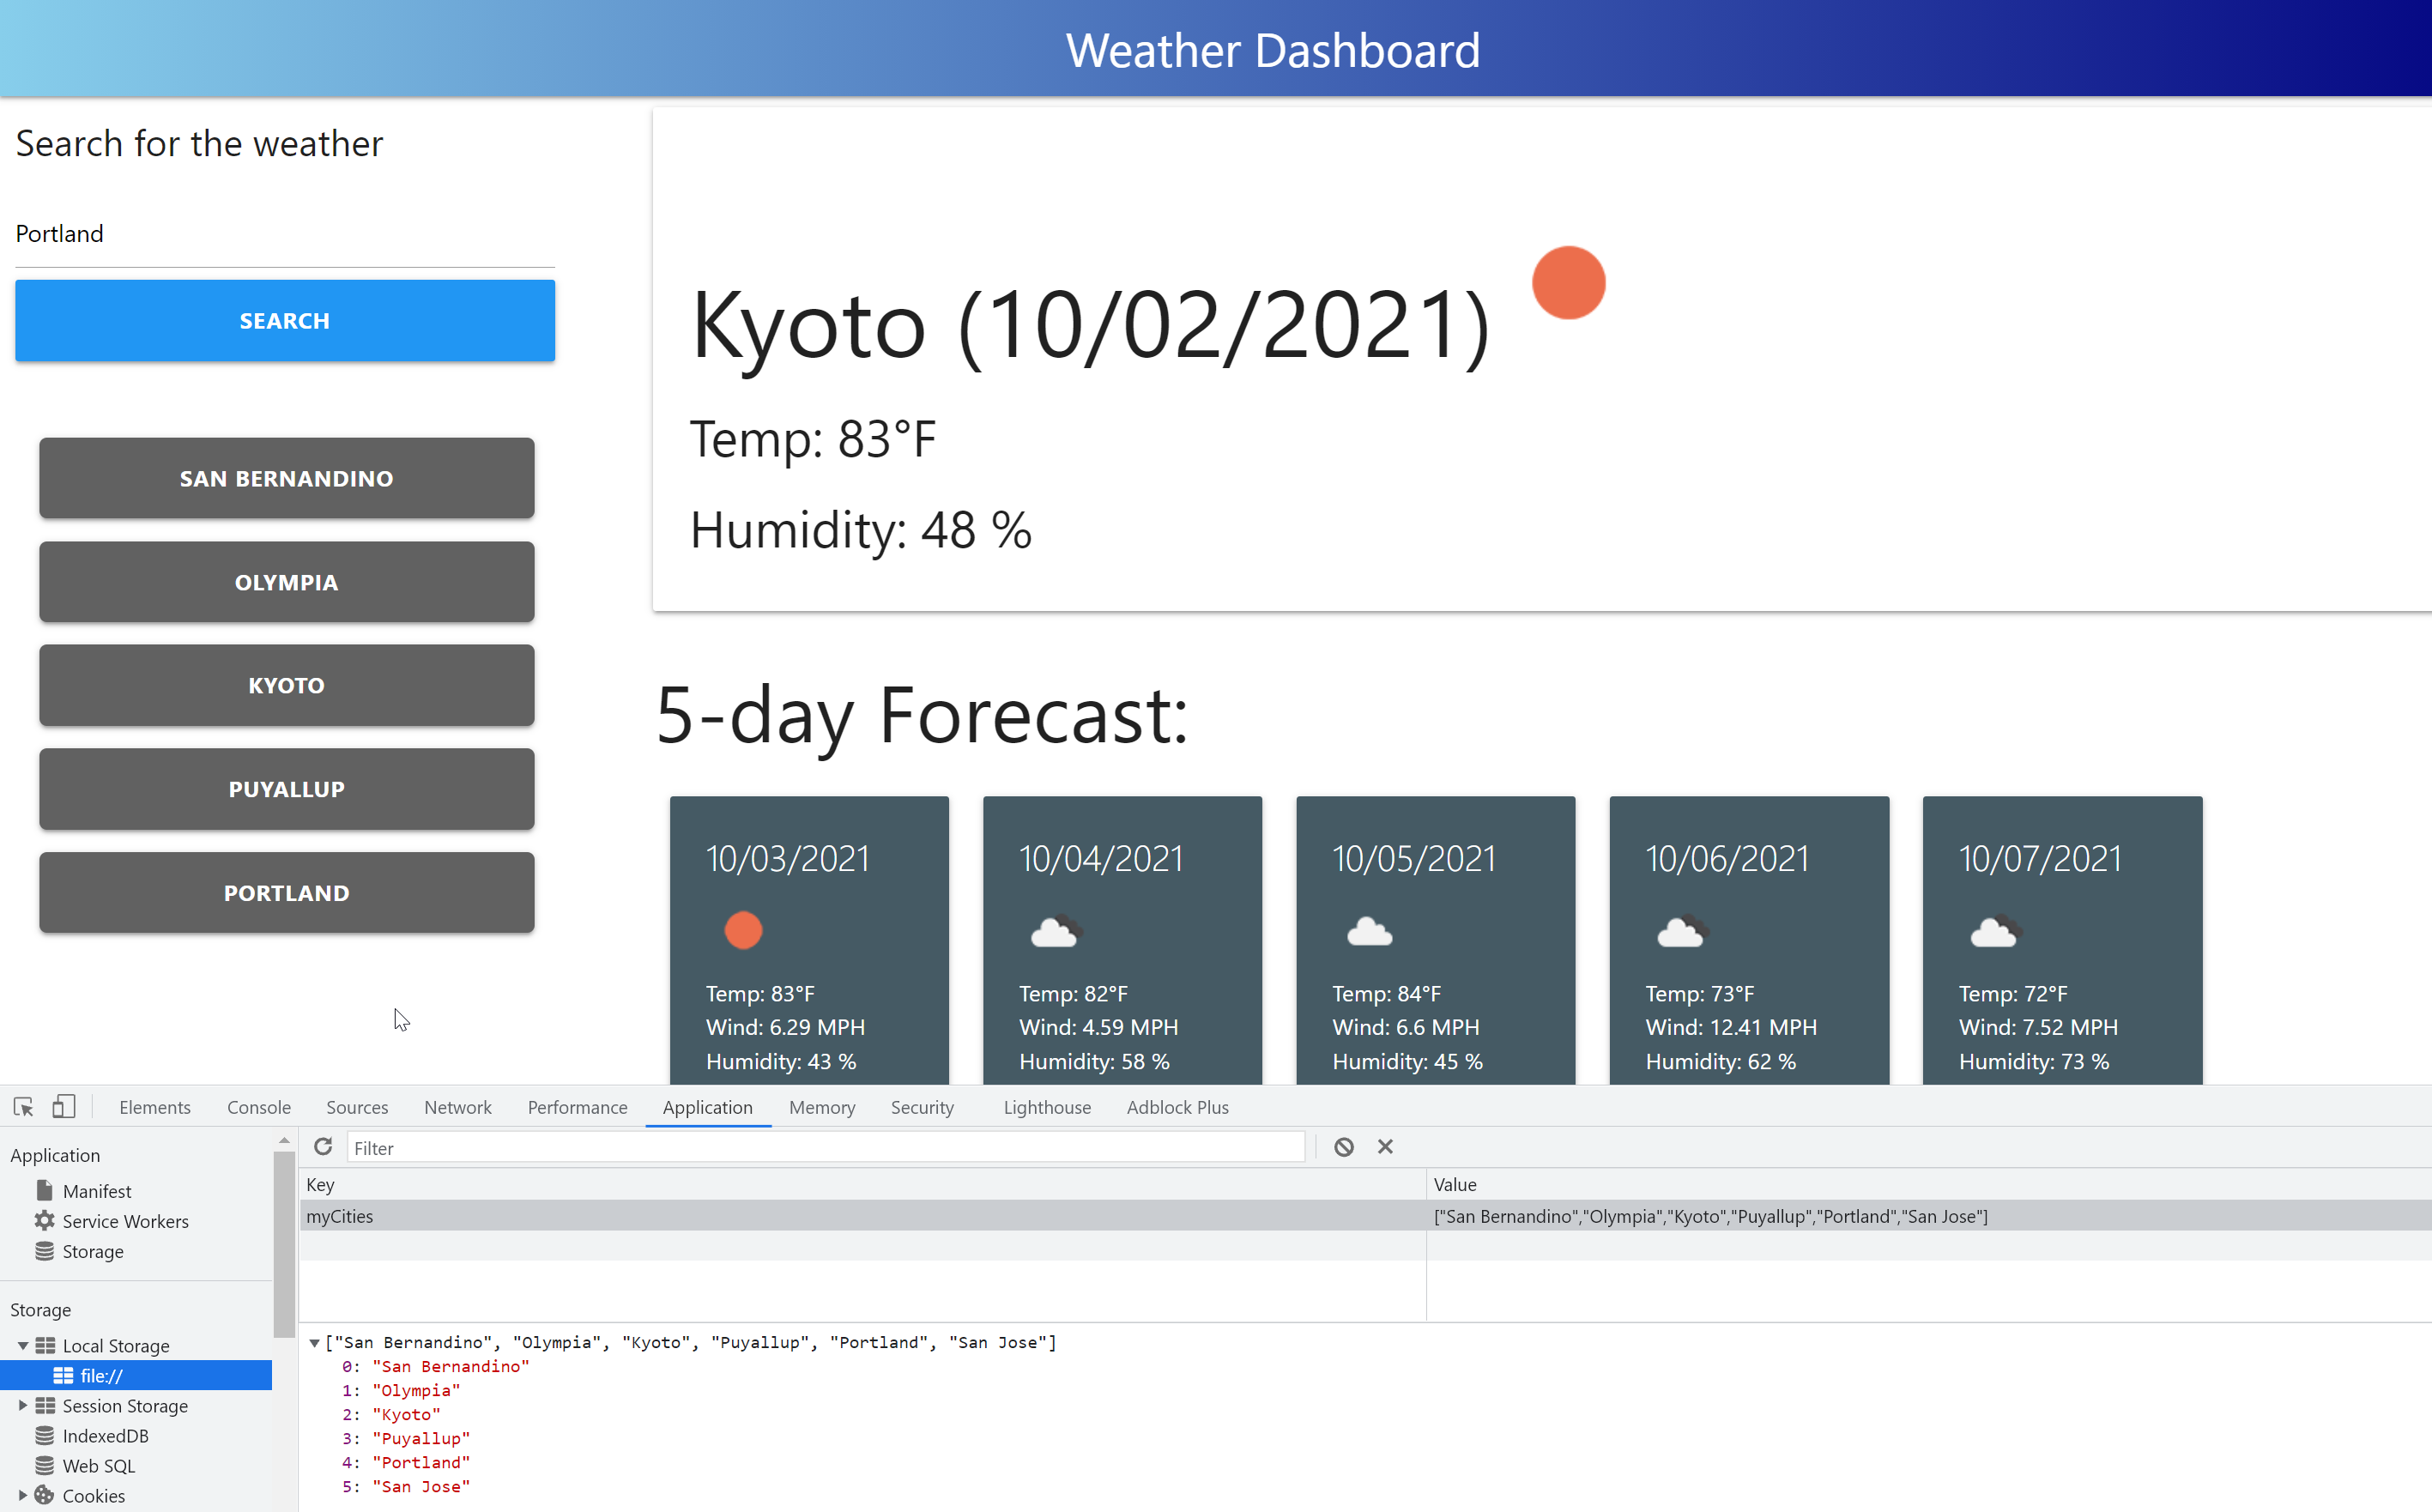 Weather Dashboard
Search for the weather
Portland
SEARCH
SAN BERNANDINO
OLYMPIA
KYOTO
PUYALLUP
PORTLAND
Kyoto (10/02/2021)
Temp: 83°F
Humidity: 48 %
5-day Forecast:
10/03/2021
Temp: 83°F
Wind: 6.29 MPH
Humidity: 43 %
10/04/2021
Temp: 82°F
Wind: 4.59 MPH
Humidity: 58 %
10/05/2021
Temp: 84°F
Wind: 6.6 MPH
Humidity: 45 %
10/06/2021
Temp: 73°F
Wind: 12.41 MPH
Humidity: 62 %
10/07/2021
Temp: 72°F
Wind: 7.52 MPH
Humidity: 73 %
Elements Console Sources Network Performance Application Memory Security Lighthouse Adblock Plus
Application
Manifest
Service Workers
Storage
Storage
Local Storage
file://
Session Storage
IndexedDB
Web SQL
Cookies
Filter
Key Value
myCities ["San Bernandino","Olympia","Kyoto","Puyallup","Portland","San Jose"]
["San Bernandino", "Olympia", "Kyoto", "Puyallup", "Portland", "San Jose"]
0: "San Bernandino"
1: "Olympia"
2: "Kyoto"
3: "Puyallup"
4: "Portland"
5: "San Jose"